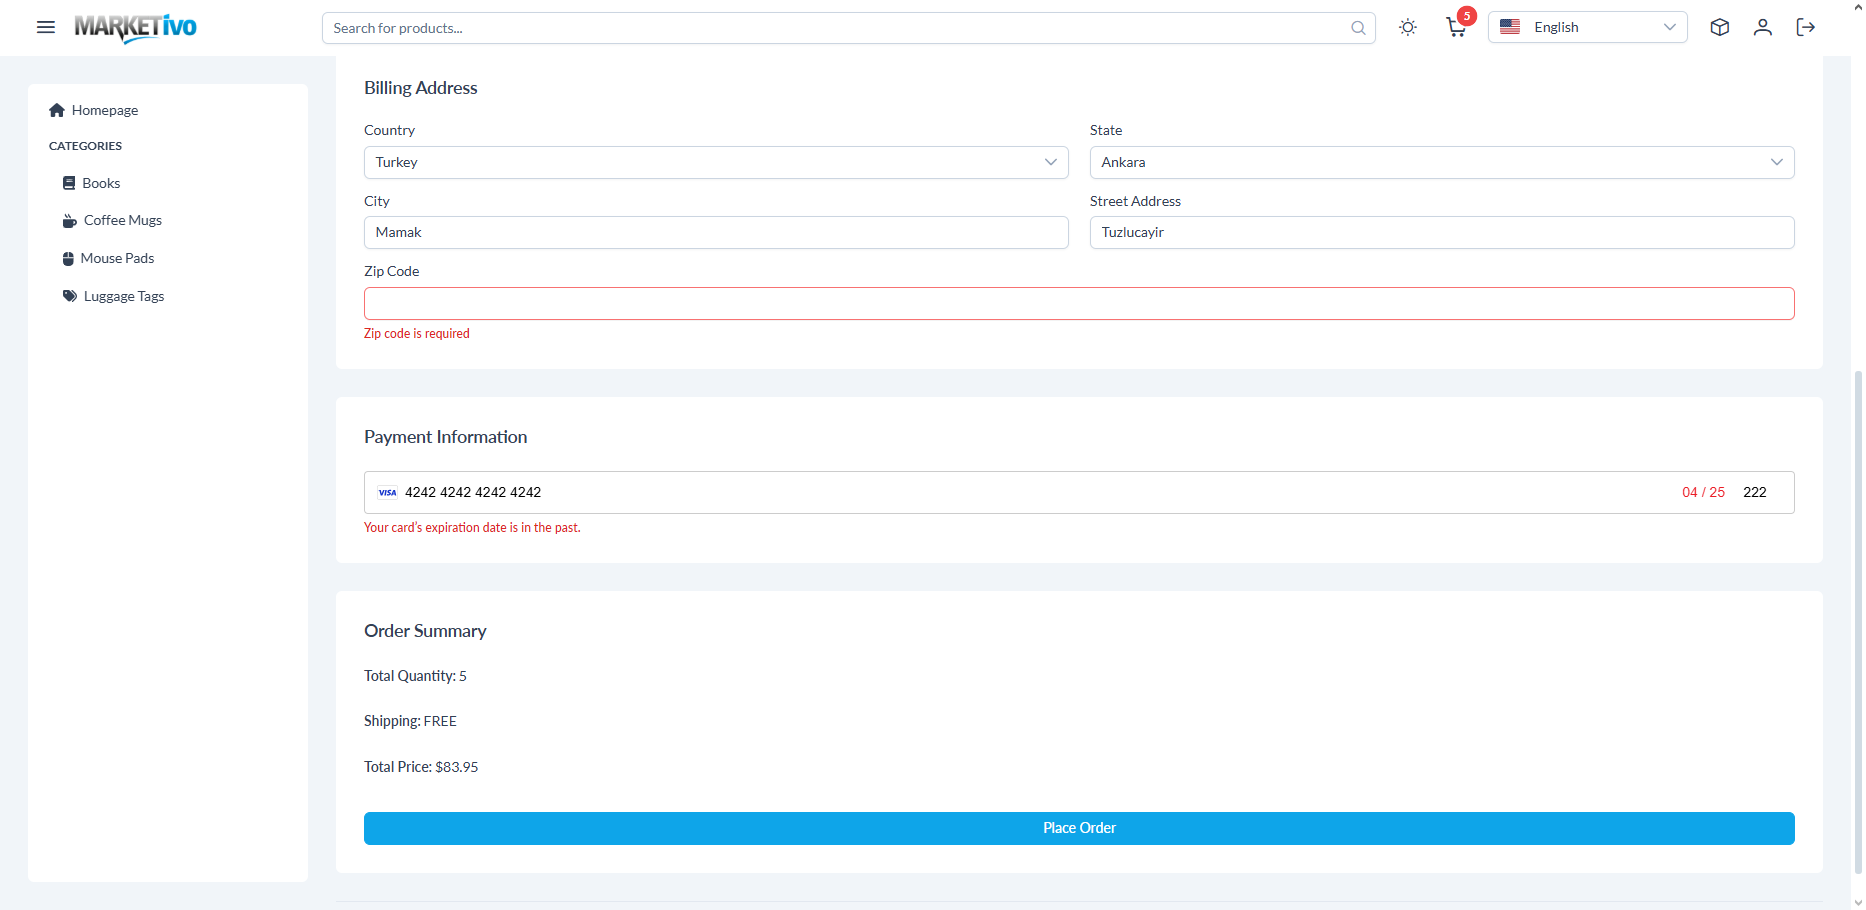 MARKETiVO
Search for products...
5
English
Homepage
CATEGORIES
Books
Coffee Mugs
Mouse Pads
Luggage Tags
Billing Address
Country
State
Turkey
Ankara
City
Street Address
Mamak
Tuzlucayir
Zip Code
Zip code is required
Payment Information
VISA 4242 4242 4242 4242 04 / 25 222
Your card's expiration date is in the past.
Order Summary
Total Quantity: 5
Shipping: FREE
Total Price: $83.95
Place Order